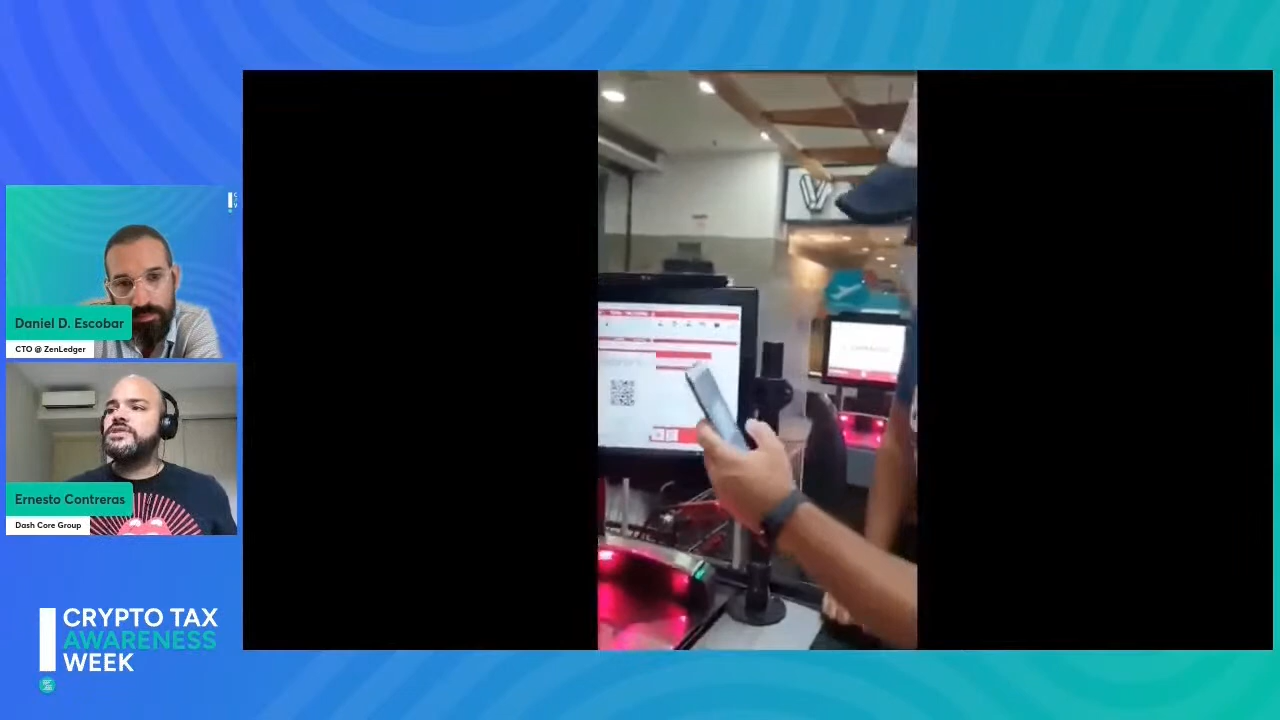 Daniel D. Escobar
CTO @ ZenLedger
Ernesto Contreras
Dash Core Group
CRYPTO TAX
AWARENESS
WEEK